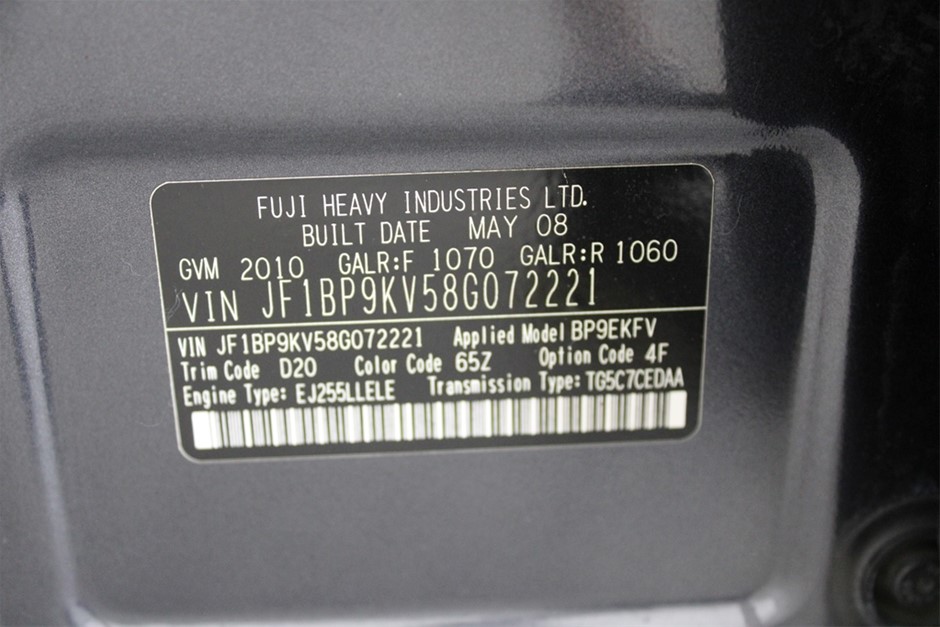 FUJI HEAVY INDUSTRIES LTD.
BUILT DATE MAY 08
GVM 2010 GALR:F 1070 GALR:R 1060
VIN JF1BP9KV58G072221
VIN JF1BP9KV58G072221 Applied Model BP9EKFV
Trim Code D20 Color Code 65Z Option Code 4F
Engine Type: EJ255LLELE Transmission Type: TG5C7CEDAA